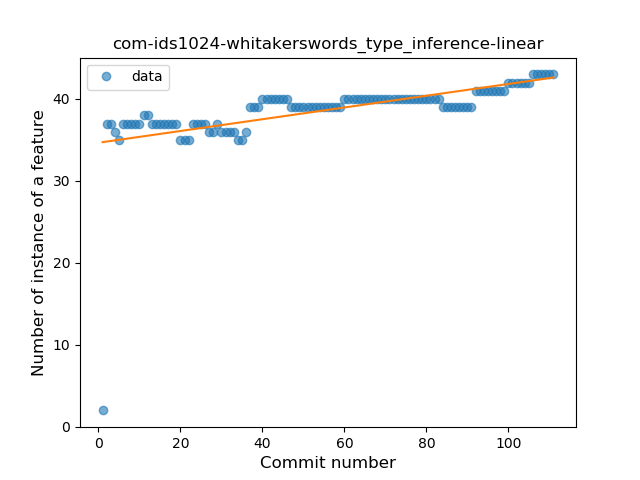 com-ids1024-whitakerswords_type_inference-linear
data
Number of instance of a feature
40
30
20
10
0
0 20 40 60 80 100
Commit number